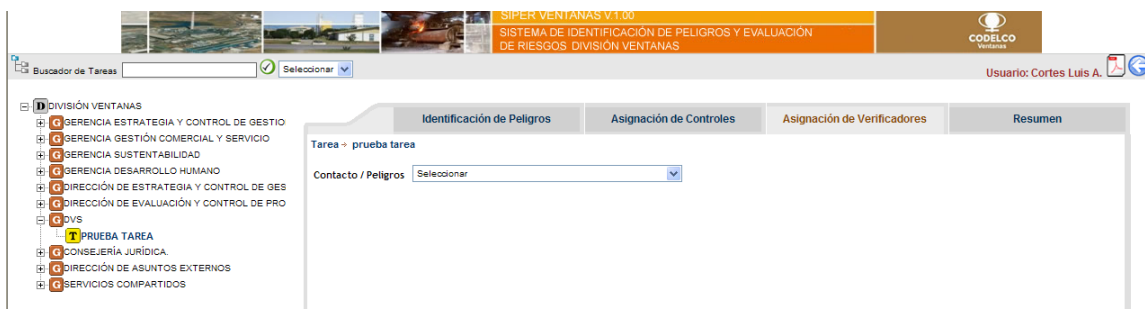 SIPER VENTANAS V.1.00
SISTEMA DE IDENTIFICACIÓN DE PELIGROS Y EVALUACIÓN
DE RIESGOS DIVISIÓN VENTANAS
CODELCO
Ventanas
Buscador de Tareas
Seleccionar
Usuario: Cortes Luis A.
D DIVISIÓN VENTANAS
G GERENCIA ESTRATEGIA Y CONTROL DE GESTIO
G GERENCIA GESTIÓN COMERCIAL Y SERVICIO
G GERENCIA SUSTENTABILIDAD
G GERENCIA DESARROLLO HUMANO
G DIRECCIÓN DE ESTRATEGIA Y CONTROL DE GES
G DIRECCIÓN DE EVALUACIÓN Y CONTROL DE PRO
G DVS
T PRUEBA TAREA
G CONSEJERÍA JURÍDICA.
G DIRECCIÓN DE ASUNTOS EXTERNOS
G SERVICIOS COMPARTIDOS
Identificación de Peligros Asignación de Controles Asignación de Verificadores Resumen
Tarea prueba tarea
Contacto / Peligros Seleccionar